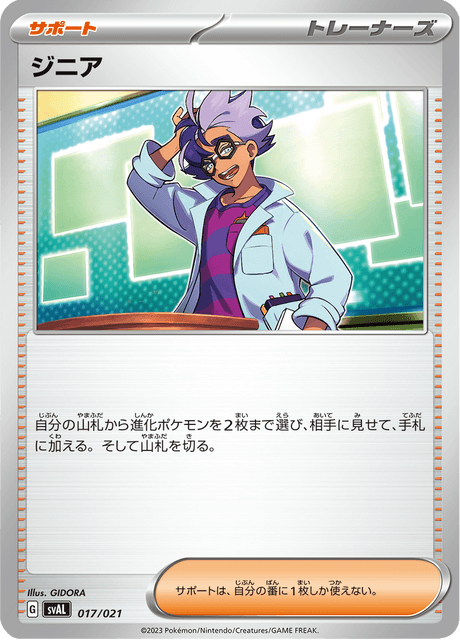 サポート トレーナーズ
ジニア
自分の山札から進化ポケモンを2枚まで選び、相手に見せて、手札
に加える。そして山札を切る。
Illus. GIDORA
サポートは、自分の番に1枚しか使えない。
G svAL 017/021
©2023 Pokémon/Nintendo/Creatures/GAME FREAK.